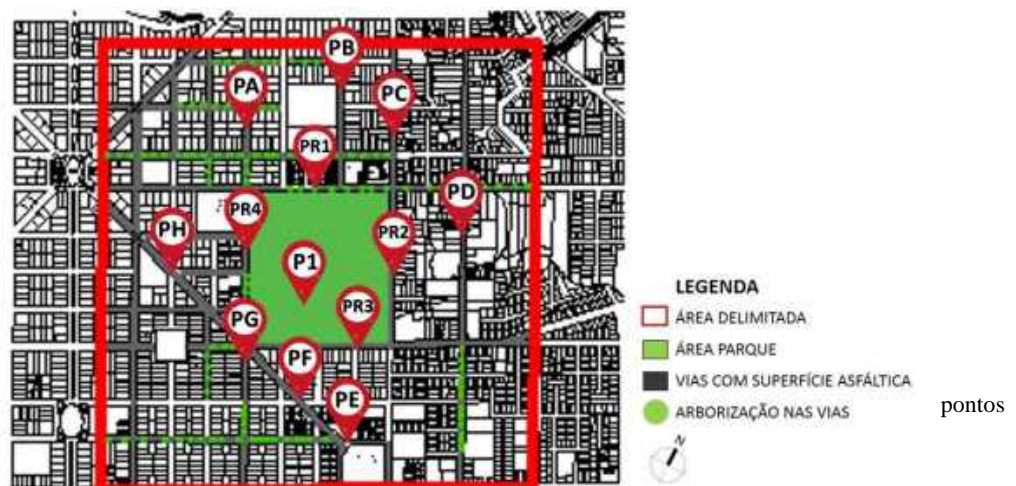 PB
PA
PC
PR1
PD
PR4
PH
PR2
P1
PR3
PG
PF
PE
LEGENDA
ÁREA DELIMITADA
ÁREA PARQUE
VIAS COM SUPERFÍCIE ASFÁLTICA
ARBORIZAÇÃO NAS VIAS
N
pontos